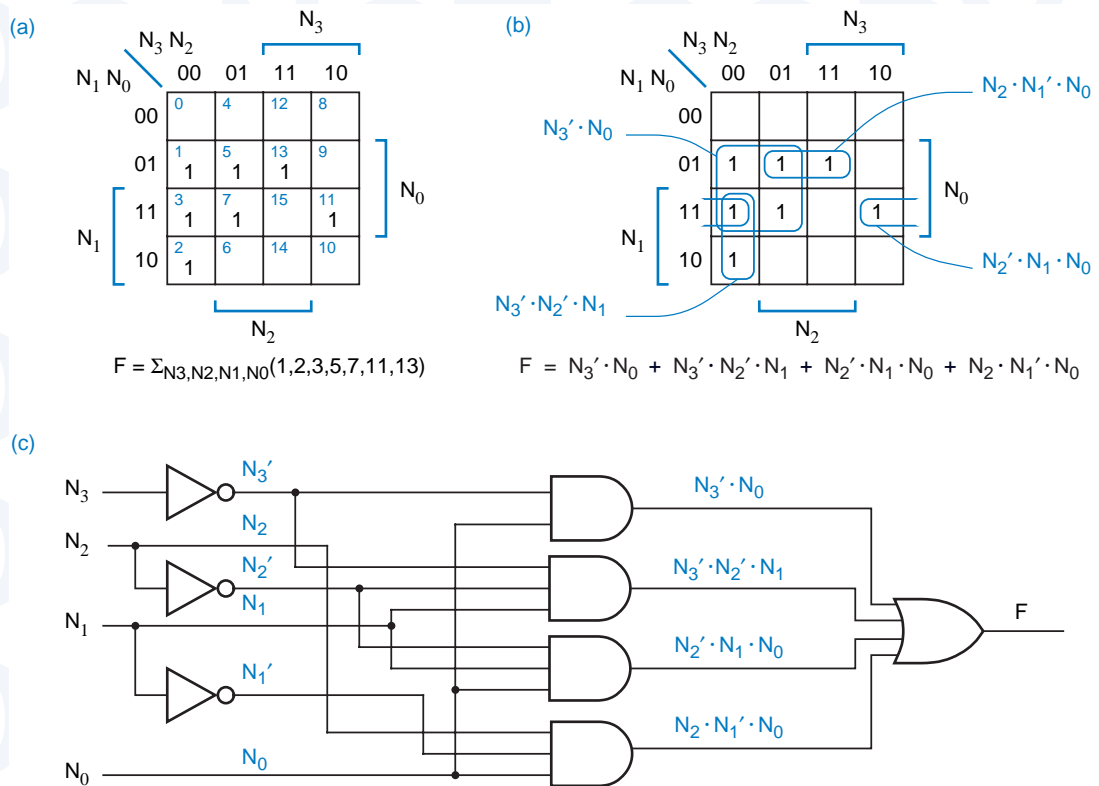 (a)
N₃ N₂
N₃
N₁ N₀
00 01 11 10
00
0 4 12 8
01
1 5 13 9
1 1 1
N₀
11
3 7 15 11
1 1 1
N₁
10
2 6 14 10
1
N₂
F = Σ_N3,N2,N1,N0(1,2,3,5,7,11,13)
(b)
N₃ N₂
N₃
N₁ N₀
00 01 11 10
N₂ · N₁′ · N₀
00
N₃′ · N₀
01
1 1 1
N₀
11
1 1 1
N₁
10
1
N₂′ · N₁ · N₀
N₃′ · N₂′ · N₁
N₂
F = N₃′ · N₀ + N₃′ · N₂′ · N₁ + N₂′ · N₁ · N₀ + N₂ · N₁′ · N₀
(c)
N₃
N₃′
N₃′ · N₀
N₂
N₂
N₂′
N₃′ · N₂′ · N₁
N₁
N₁
F
N₂′ · N₁ · N₀
N₁′
N₂ · N₁′ · N₀
N₀
N₀